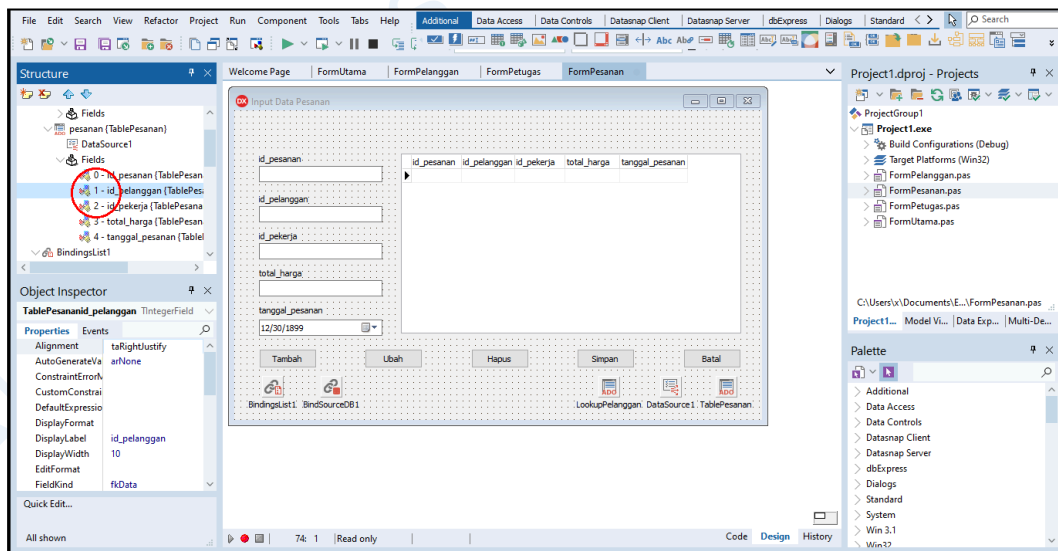 File Edit Search View Refactor Project Run Component Tools Tabs Help Additional Data Access Data Controls Datasnap Client Datasnap Server dbExpress Dialogs Standard Search
Abc Abc
Structure
Fields
pesanan {TablePesanan}
DataSource1
Fields
0 - id_pesanan {TablePesan
1 - id_pelanggan {TablePes
2 - id_pekerja {TablePesana
3 - total_harga {TablePesan
4 - tanggal_pesanan {Tablel
BindingsList1
Object Inspector
TablePesananid_pelanggan TIntegerField
Properties Events
Alignment taRightJustify
AutoGenerateVa arNone
ConstraintErrorM
CustomConstrai
DefaultExpressio
DisplayFormat
DisplayLabel id_pelanggan
DisplayWidth 10
EditFormat
FieldKind fkData
Quick Edit...
All shown
Welcome Page FormUtama FormPelanggan FormPetugas FormPesanan
DX Input Data Pesanan
id_pesanan
id_pelanggan
id_pekerja
total_harga
tanggal_pesanan
12/30/1899
id_pesanan id_pelanggan id_pekerja total_harga tanggal_pesanan
Tambah Ubah Hapus Simpan Batal
ADO ADO
BindingsList1 BindSourceDB1 LookupPelanggan DataSource1 TablePesanan
74: 1 Read only Code Design History
Project1.dproj - Projects
ProjectGroup1
Project1.exe
Build Configurations (Debug)
Target Platforms (Win32)
FormPelanggan.pas
FormPesanan.pas
FormPetugas.pas
FormUtama.pas
C:\Users\x\Documents\E...\FormPesanan.pas
Project1... Model Vi... Data Exp... Multi-De...
Palette
Additional
Data Access
Data Controls
Datasnap Client
Datasnap Server
dbExpress
Dialogs
Standard
System
Win 3.1
Win32